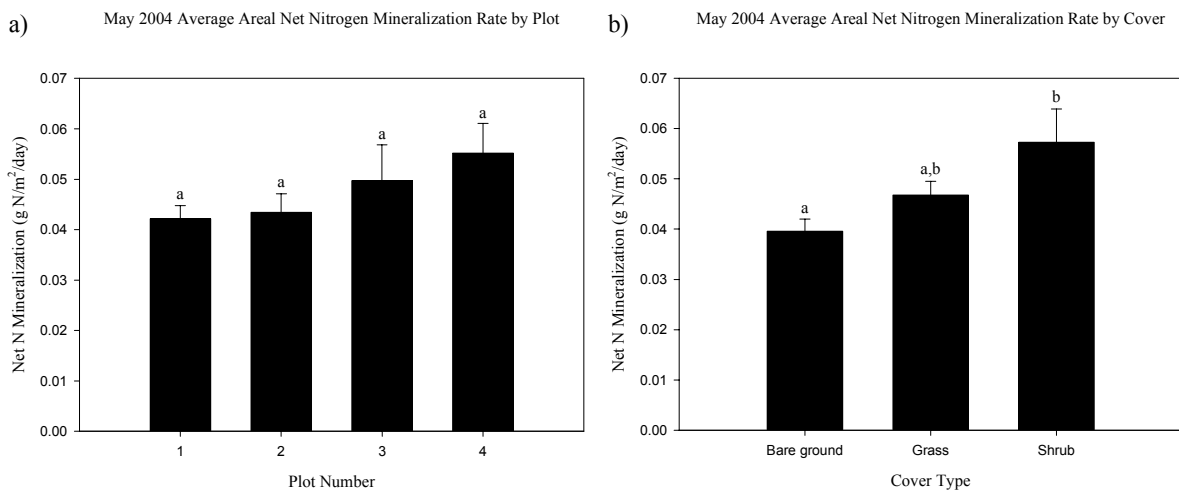 May 2004 Average Areal Net Nitrogen Mineralization Rate by Plot
a)
Net N Mineralization (g N/m²/day)
0.07
0.06
0.05
0.04
0.03
0.02
0.01
0.00
a
a
a
a
1
2
3
4
Plot Number
May 2004 Average Areal Net Nitrogen Mineralization Rate by Cover
b)
Net N Mineralization (g N/m²/day)
0.07
0.06
0.05
0.04
0.03
0.02
0.01
0.00
a
a,b
b
Bare ground
Grass
Shrub
Cover Type